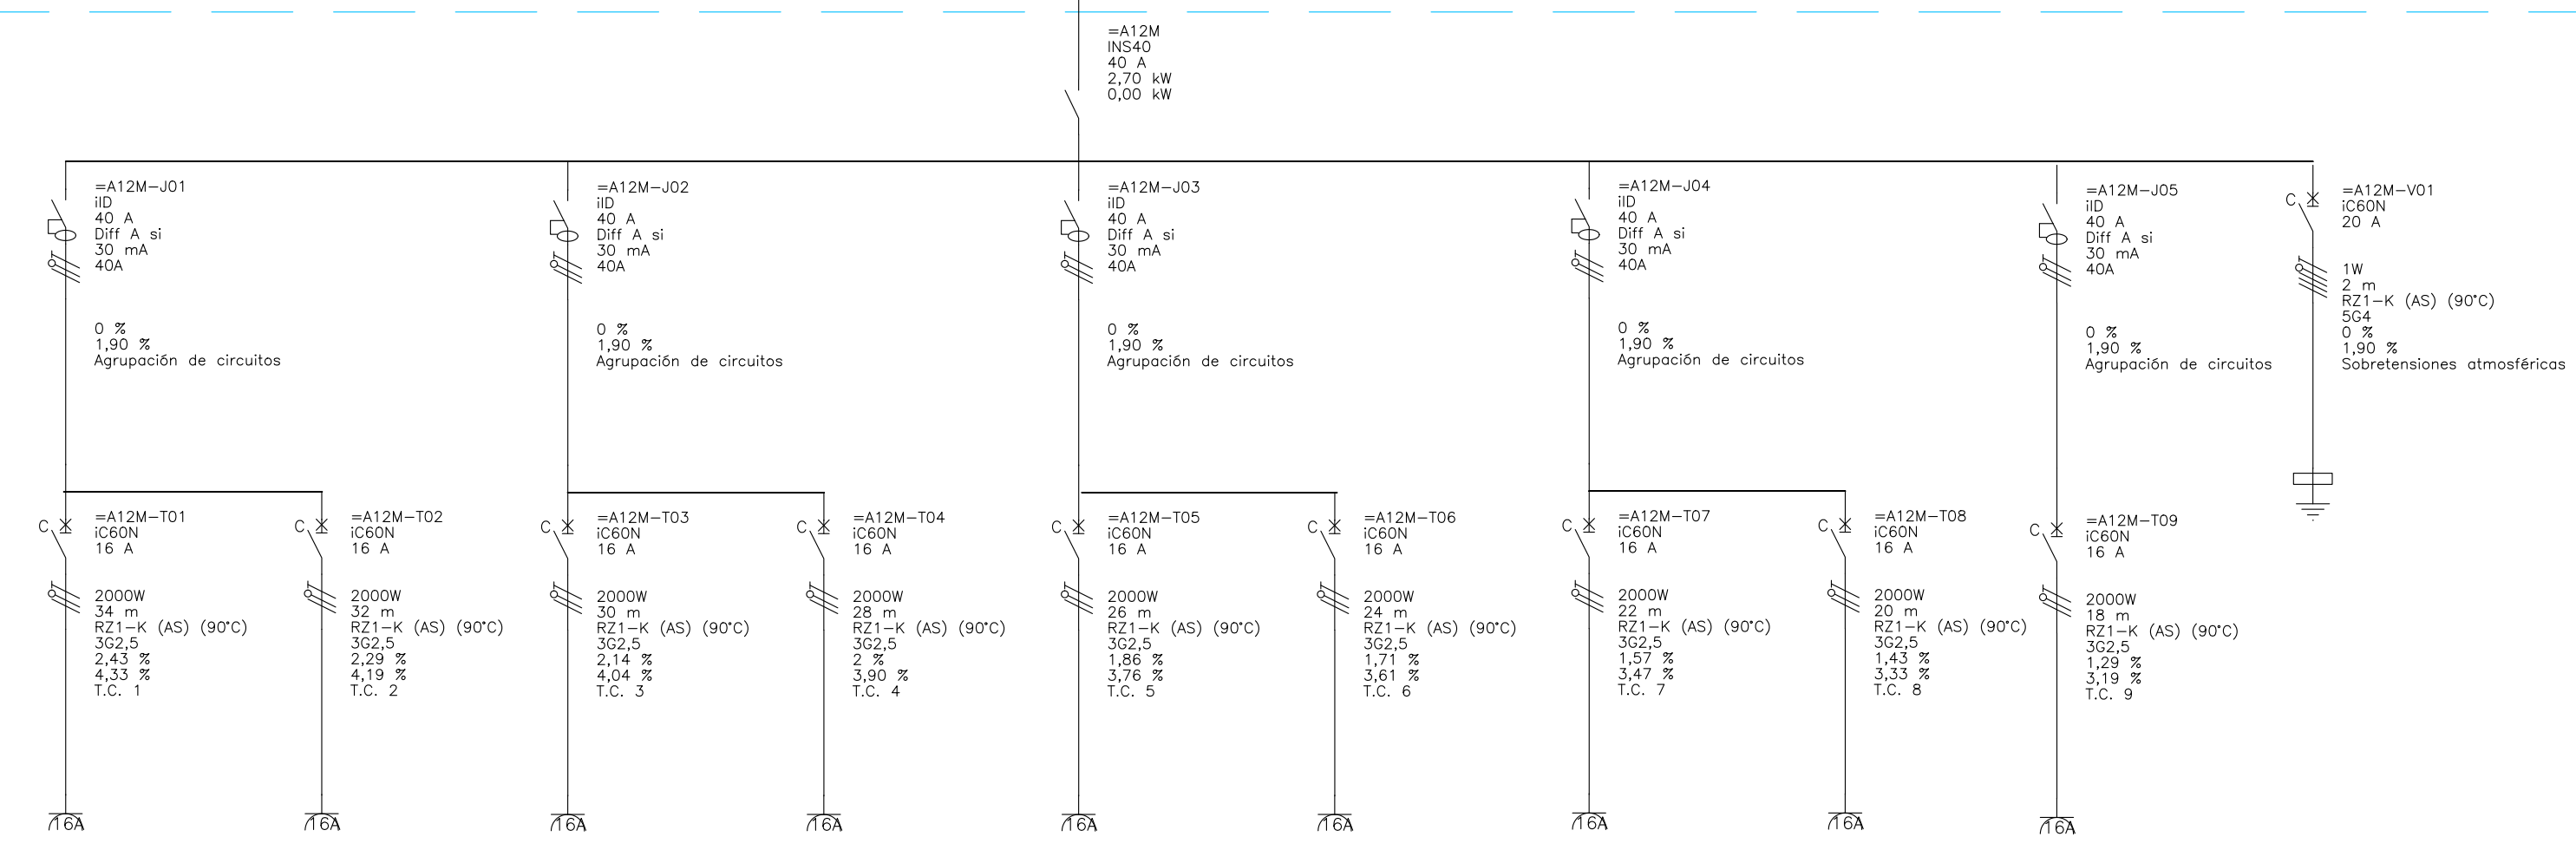 =A12M
INS40
40 A
2,70 kW
0,00 kW
=A12M-J01
iID
40 A
Diff A si
30 mA
40A
0 %
1,90 %
Agrupación de circuitos
=A12M-J02
iID
40 A
Diff A si
30 mA
40A
0 %
1,90 %
Agrupación de circuitos
=A12M-J03
iID
40 A
Diff A si
30 mA
40A
0 %
1,90 %
Agrupación de circuitos
=A12M-J04
iID
40 A
Diff A si
30 mA
40A
0 %
1,90 %
Agrupación de circuitos
=A12M-J05
iID
40 A
Diff A si
30 mA
40A
0 %
1,90 %
Agrupación de circuitos
C
=A12M-V01
iC60N
20 A
1W
2 m
RZ1-K (AS) (90°C)
5G4
0 %
1,90 %
Sobretensiones atmosféricas
C
=A12M-T01
iC60N
16 A
2000W
34 m
RZ1-K (AS) (90°C)
3G2,5
2,43 %
4,33 %
T.C. 1
16A
C
=A12M-T02
iC60N
16 A
2000W
32 m
RZ1-K (AS) (90°C)
3G2,5
2,29 %
4,19 %
T.C. 2
16A
C
=A12M-T03
iC60N
16 A
2000W
30 m
RZ1-K (AS) (90°C)
3G2,5
2,14 %
4,04 %
T.C. 3
16A
C
=A12M-T04
iC60N
16 A
2000W
28 m
RZ1-K (AS) (90°C)
3G2,5
2 %
3,90 %
T.C. 4
16A
C
=A12M-T05
iC60N
16 A
2000W
26 m
RZ1-K (AS) (90°C)
3G2,5
1,86 %
3,76 %
T.C. 5
16A
C
=A12M-T06
iC60N
16 A
2000W
24 m
RZ1-K (AS) (90°C)
3G2,5
1,71 %
3,61 %
T.C. 6
16A
C
=A12M-T07
iC60N
16 A
2000W
22 m
RZ1-K (AS) (90°C)
3G2,5
1,57 %
3,47 %
T.C. 7
16A
C
=A12M-T08
iC60N
16 A
2000W
20 m
RZ1-K (AS) (90°C)
3G2,5
1,43 %
3,33 %
T.C. 8
16A
C
=A12M-T09
iC60N
16 A
2000W
18 m
RZ1-K (AS) (90°C)
3G2,5
1,29 %
3,19 %
T.C. 9
16A